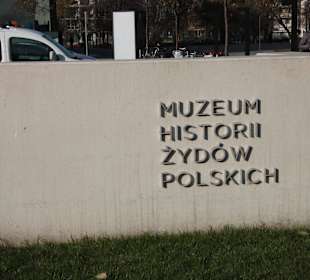 MUZEUM
HISTORII
ŻYDÓW
POLSKICH